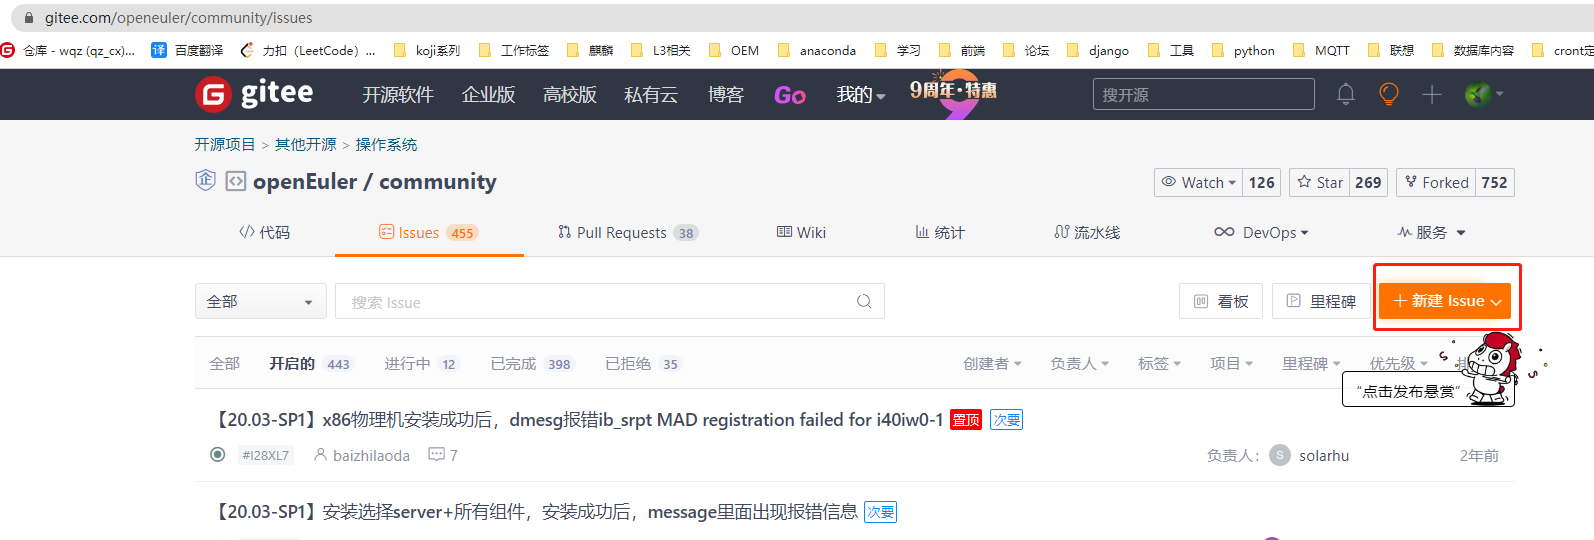 gitee.com/openeuler/community/issues
仓库 - wqz (qz_cx)... 译 百度翻译 力扣（LeetCode）... koji系列 工作标签 麒麟 L3相关 OEM anaconda 学习 前端 论坛 django 工具 python MQTT 联想 数据库内容 cront定
G gitee 开源软件 企业版 高校版 私有云 博客 Go 我的 9周年·特惠 搜开源
开源项目 > 其他开源 > 操作系统
企 openEuler / community Watch 126 Star 269 Forked 752
代码 Issues 455 Pull Requests 38 Wiki 统计 流水线 DevOps 服务
全部 搜索 Issue 看板 里程碑 + 新建 Issue
全部 开启的 443 进行中 12 已完成 398 已拒绝 35 创建者 负责人 标签 项目 里程碑 优先级
“点击发布悬赏”
【20.03-SP1】x86物理机安装成功后，dmesg报错ib_srpt MAD registration failed for i40iw0-1 置顶 次要
#I28XL7 baizhilaoda 7 负责人： S solarhu 2年前
【20.03-SP1】安装选择server+所有组件，安装成功后，message里面出现报错信息 次要